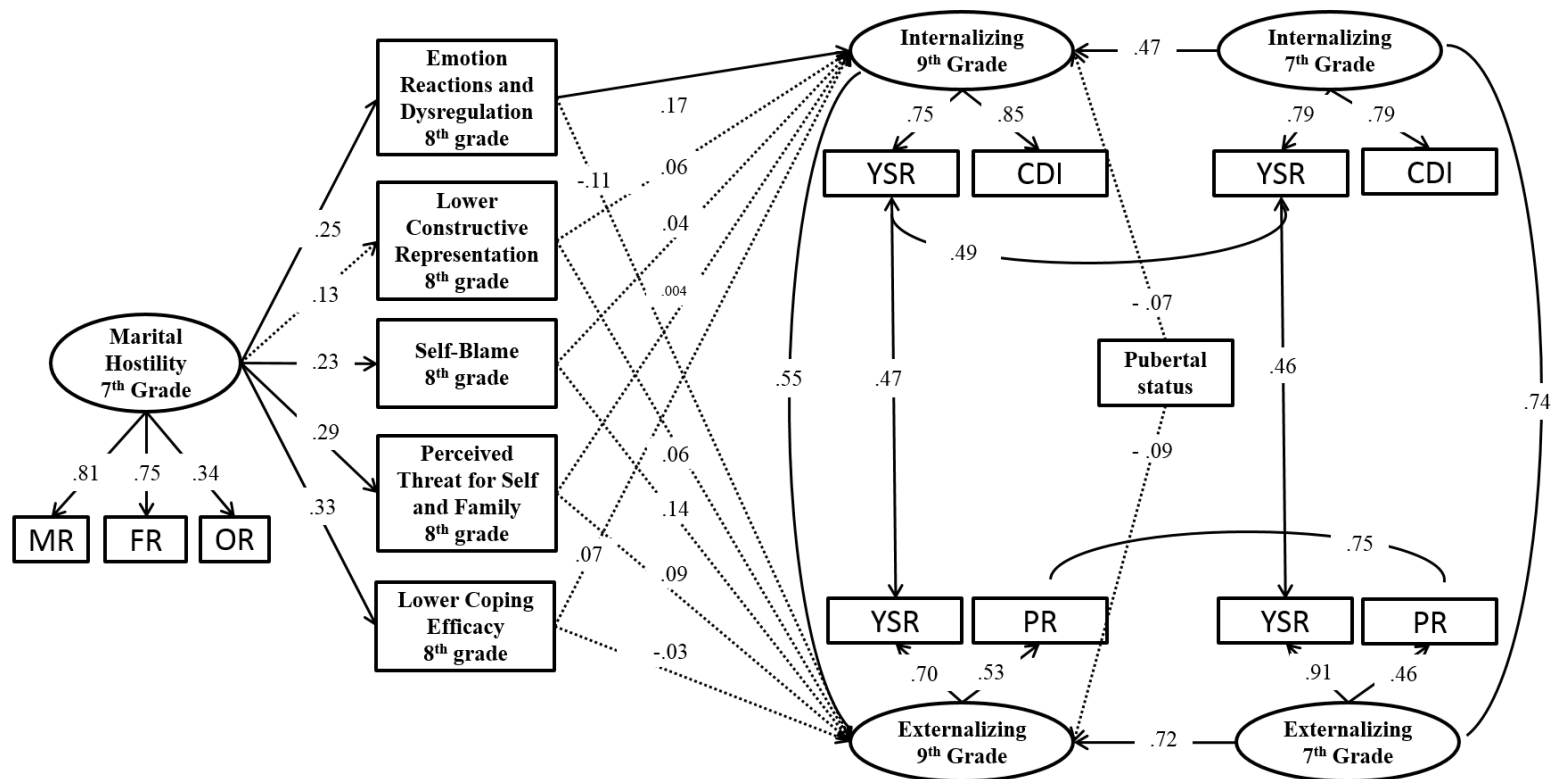 Emotion
Reactions and
Dysregulation
8th grade
Lower
Constructive
Representation
8th grade
Self-Blame
8th grade
Perceived
Threat for Self
and Family
8th grade
Lower Coping
Efficacy
8th grade
Marital
Hostility
7th Grade
.81
.75
.34
MR
FR
OR
.25
.13
.23
.29
.33
.17
-.11
.06
.04
.004
.06
.14
.07
.09
-.03
Internalizing
9th Grade
.47
Internalizing
7th Grade
.75
.85
.79
.79
YSR
CDI
YSR
CDI
.49
- .07
.55
.47
Pubertal
status
.46
.74
- .09
.75
YSR
PR
YSR
PR
.70
.53
.91
.46
Externalizing
9th Grade
.72
Externalizing
7th Grade